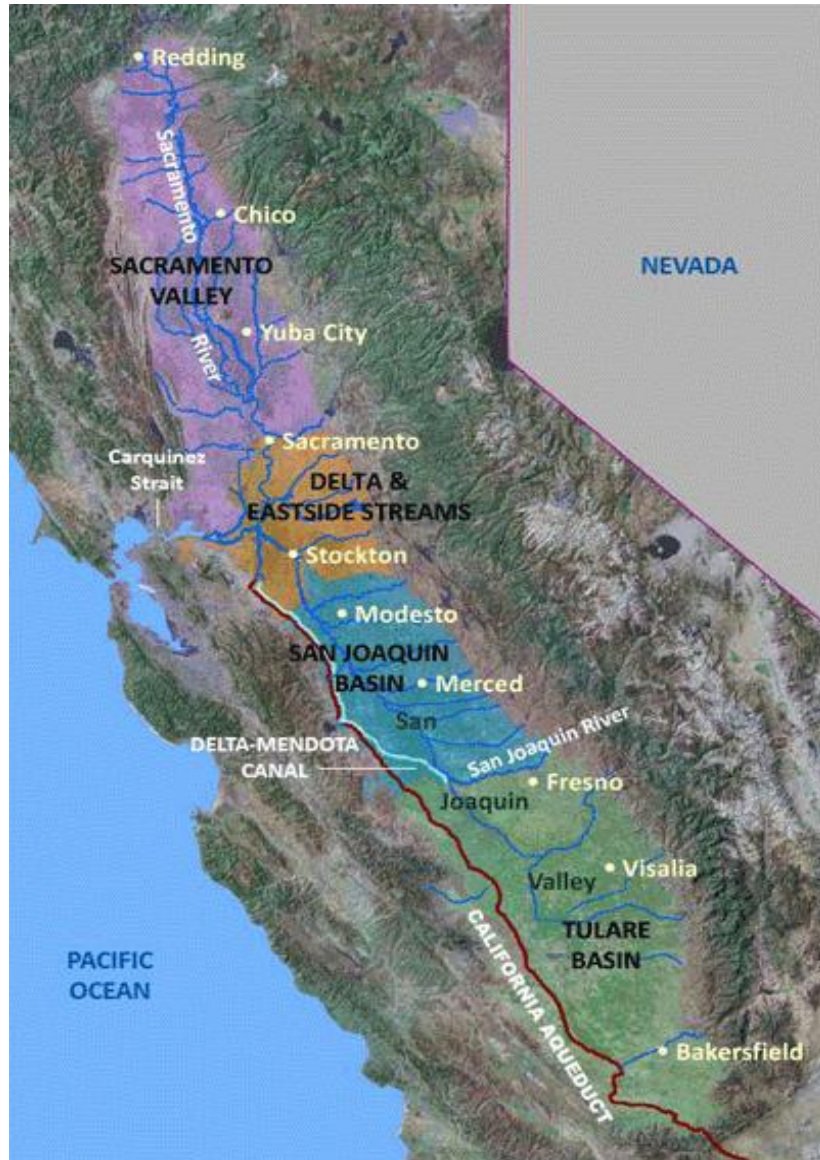 Redding
Sacramento
Chico
SACRAMENTO
VALLEY
NEVADA
Yuba City
River
Sacramento
Carquinez
Strait
DELTA &
EASTSIDE STREAMS
Stockton
Modesto
SAN JOAQUIN
BASIN
Merced
San
San Joaquin River
DELTA-MENDOTA
CANAL
Fresno
Joaquin
Visalia
Valley
TULARE
BASIN
CALIFORNIA AQUEDUCT
PACIFIC
OCEAN
Bakersfield